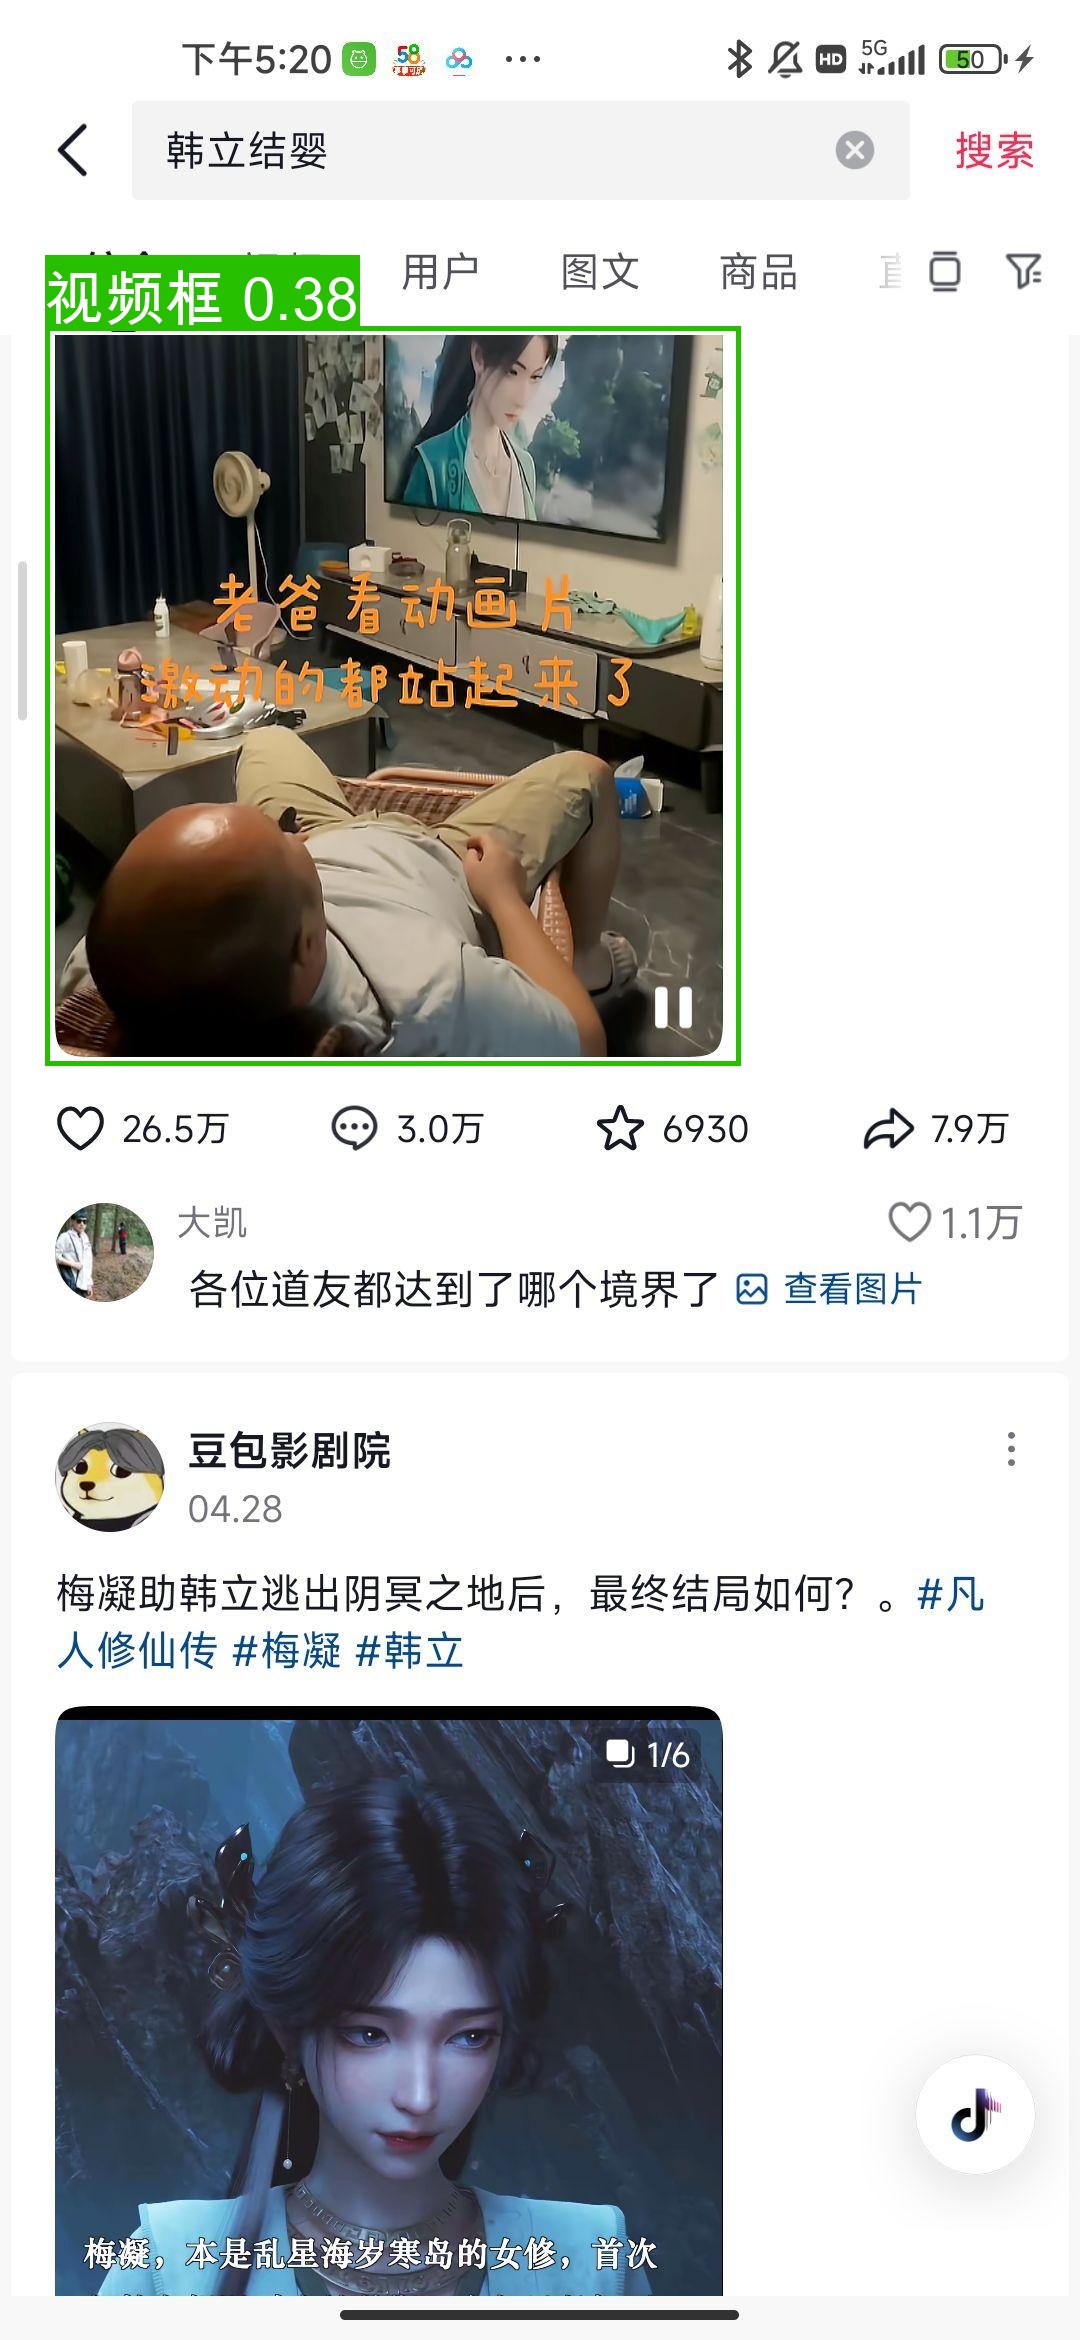 下午5:20
58
HD
5G
50
韩立结婴
搜索
用户
图文
商品
视频框 0.38
老爸看动画片
激动的都站起来了
26.5万
3.0万
6930
7.9万
大凯
1.1万
各位道友都达到了哪个境界了 查看图片
豆包影剧院
04.28
梅凝助韩立逃出阴冥之地后，最终结局如何？。#凡
人修仙传 #梅凝 #韩立
1/6
梅凝，本是乱星海岁寒岛的女修，首次